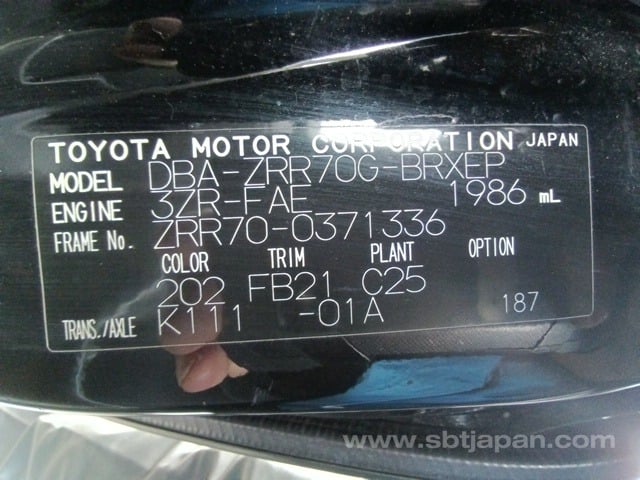 TOYOTA MOTOR CORPORATION JAPAN
MODEL DBA-ZRR70G-BRXEP
ENGINE 3ZR-FAE 1986 mL
FRAME No. ZRR70-0371336
COLOR TRIM PLANT OPTION
202 FB21 C25
TRANS./AXLE K111 -01A 187
www.sbtjapan.com